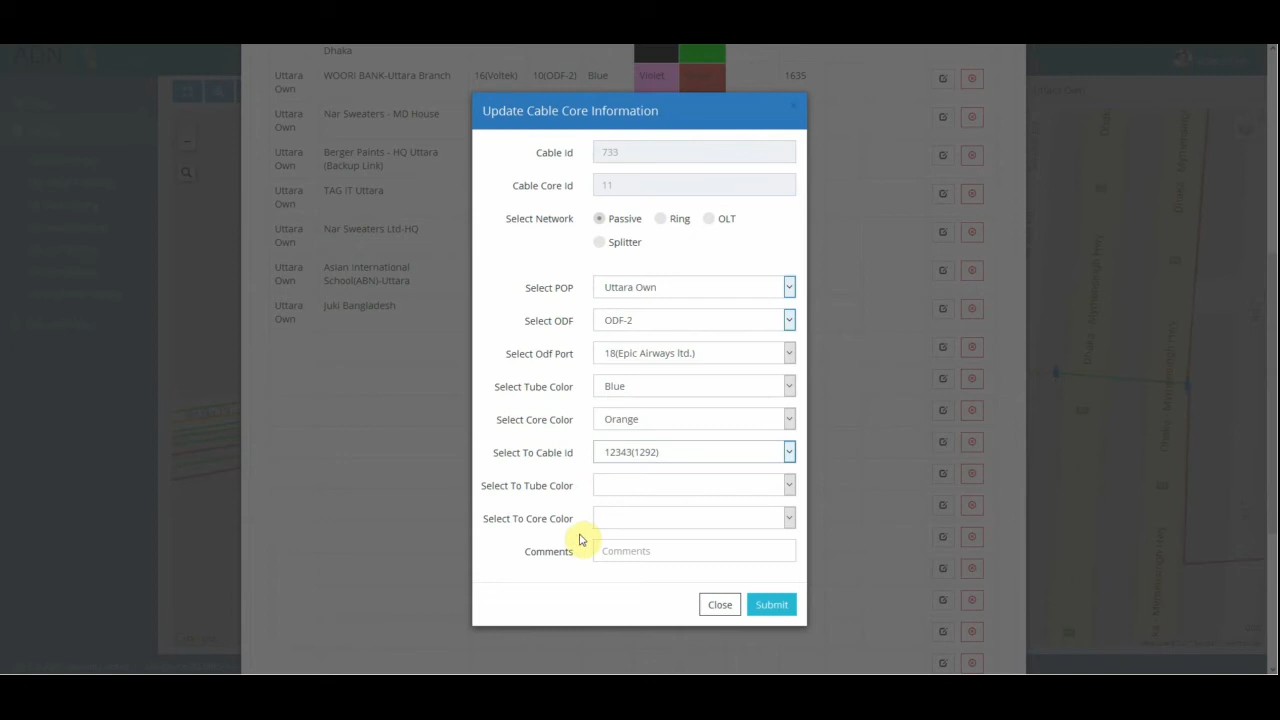 ADN
Dhaka
Uttara Own WOORI BANK-Uttara Branch 16(Voltek) 10(ODF-2) Blue Violet 1635
Uttara Own Nar Sweaters - MD House
Uttara Own Berger Paints - HQ Uttara (Backup Link)
Uttara Own TAG IT Uttara
Uttara Own Nar Sweaters Ltd-HQ
Uttara Own Asian International School(ABN)-Uttara
Uttara Own Juki Bangladesh
Update Cable Core Information
Cable Id 733
Cable Core Id 11
Select Network Passive Ring OLT
Splitter
Select POP Uttara Own
Select ODF ODF-2
Select Odf Port 18(Epic Airways ltd.)
Select Tube Color Blue
Select Core Color Orange
Select To Cable Id 12343(1292)
Select To Tube Color
Select To Core Color
Comments Comments
Close Submit